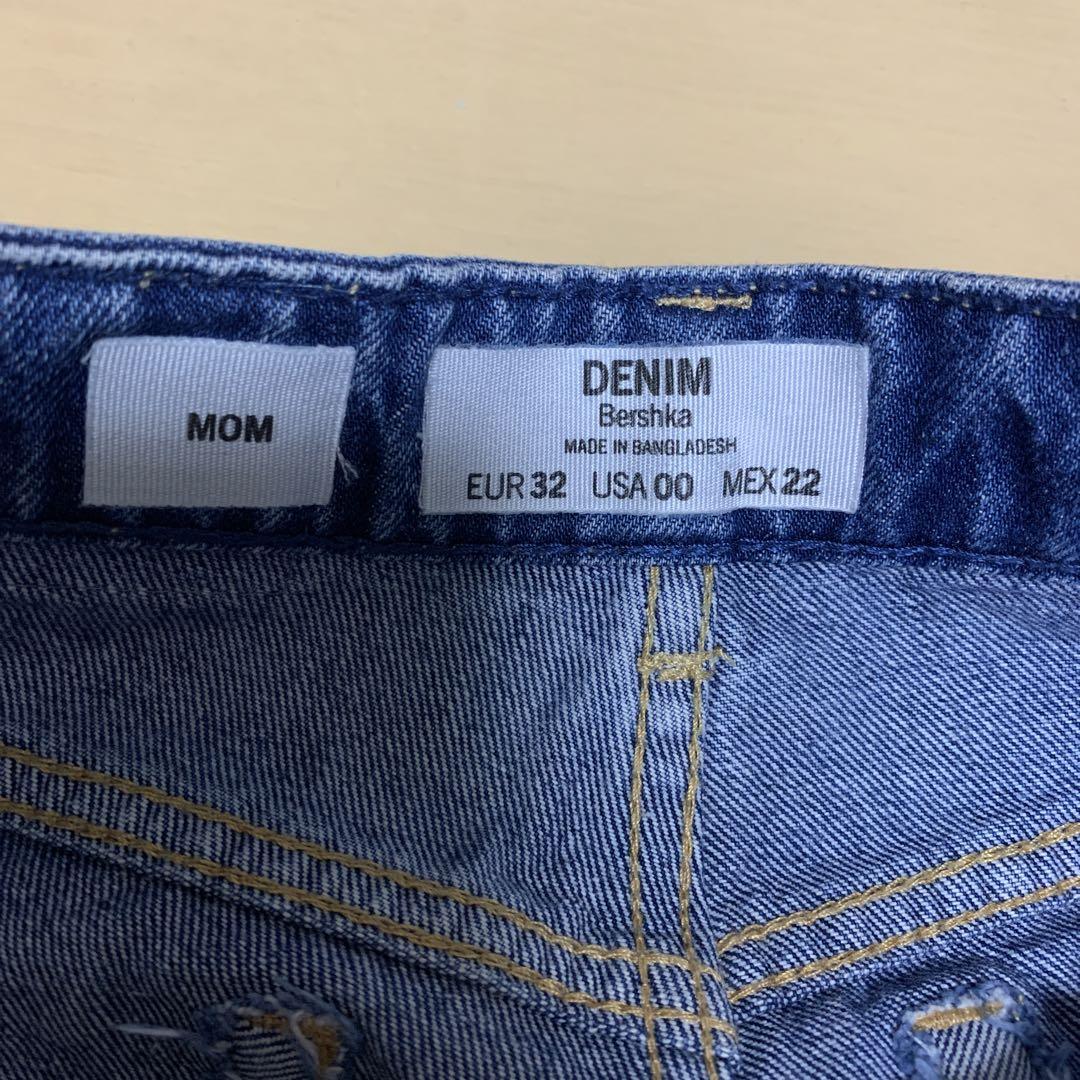 MOM
DENIM
Bershka
MADE IN BANGLADESH
EUR 32 USA 00 MEX 22